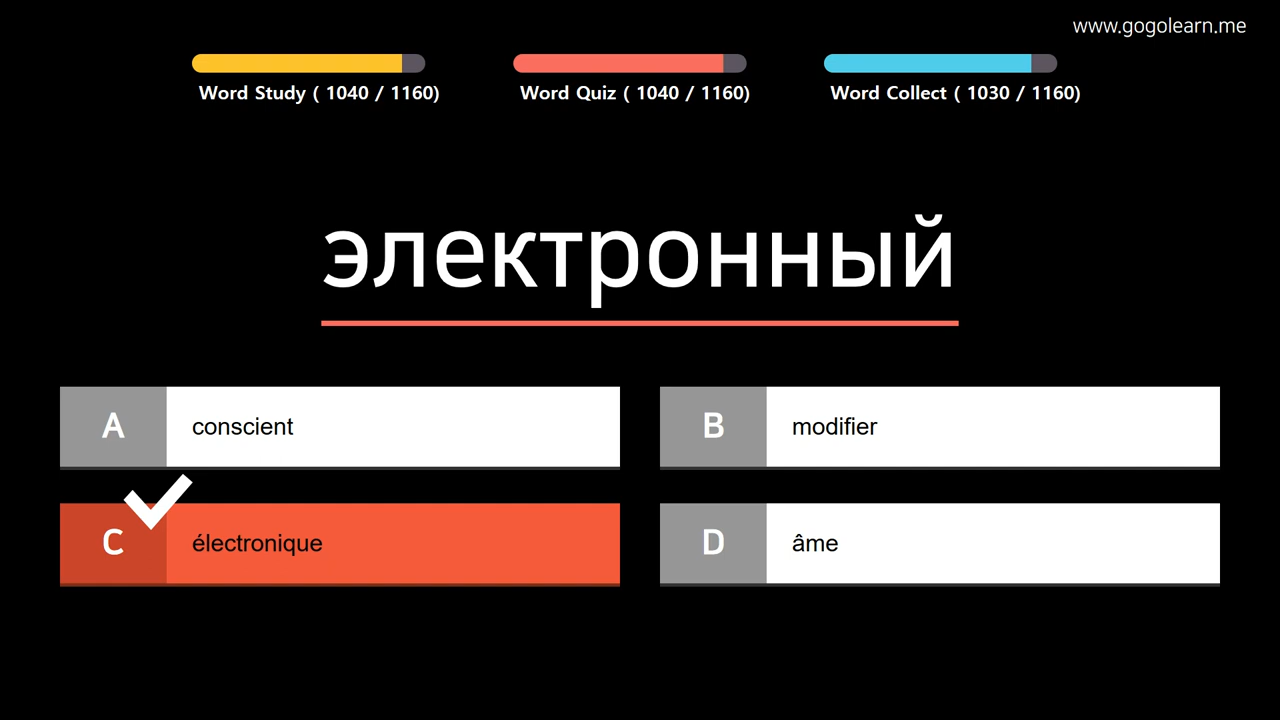 www.gogolearn.me
Word Study ( 1040 / 1160)
Word Quiz ( 1040 / 1160)
Word Collect ( 1030 / 1160)
электронный
A conscient
B modifier
C électronique
D âme